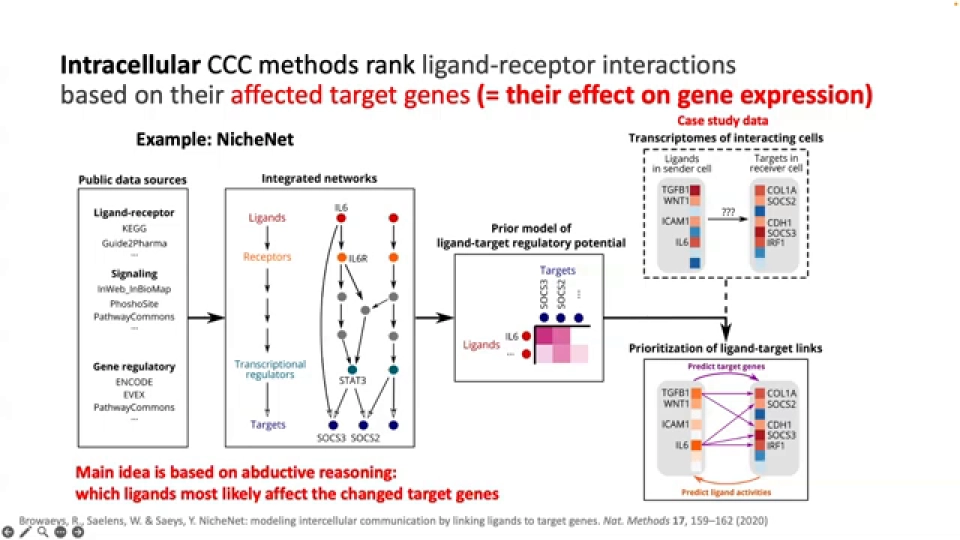 Intracellular CCC methods rank ligand-receptor interactions
based on their affected target genes (= their effect on gene expression)
Example: NicheNet
Public data sources
Ligand-receptor
KEGG
Guide2Pharma
...
Signaling
InWeb_InBioMap
PhoshoSite
PathwayCommons
...
Gene regulatory
ENCODE
EVEX
PathwayCommons
...
Integrated networks
Ligands
Receptors
Transcriptional
regulators
Targets
IL6
IL6R
STAT3
SOCS3 SOCS2
Prior model of
ligand-target regulatory potential
Targets
SOCS3
SOCS2
...
Ligands
IL6
...
Case study data
Transcriptomes of interacting cells
Ligands
in sender cell
Targets in
receiver cell
TGFB1
WNT1
ICAM1
IL6
???
COL1A
SOCS2
CDH1
SOCS3
IRF1
Prioritization of ligand-target links
Predict target genes
TGFB1
WNT1
ICAM1
IL6
COL1A
SOCS2
CDH1
SOCS3
IRF1
Predict ligand activities
Main idea is based on abductive reasoning:
which ligands most likely affect the changed target genes
Browaeys, R., Saelens, W. & Saeys, Y. NicheNet: modeling intercellular communication by linking ligands to target genes. Nat. Methods 17, 159–162 (2020)